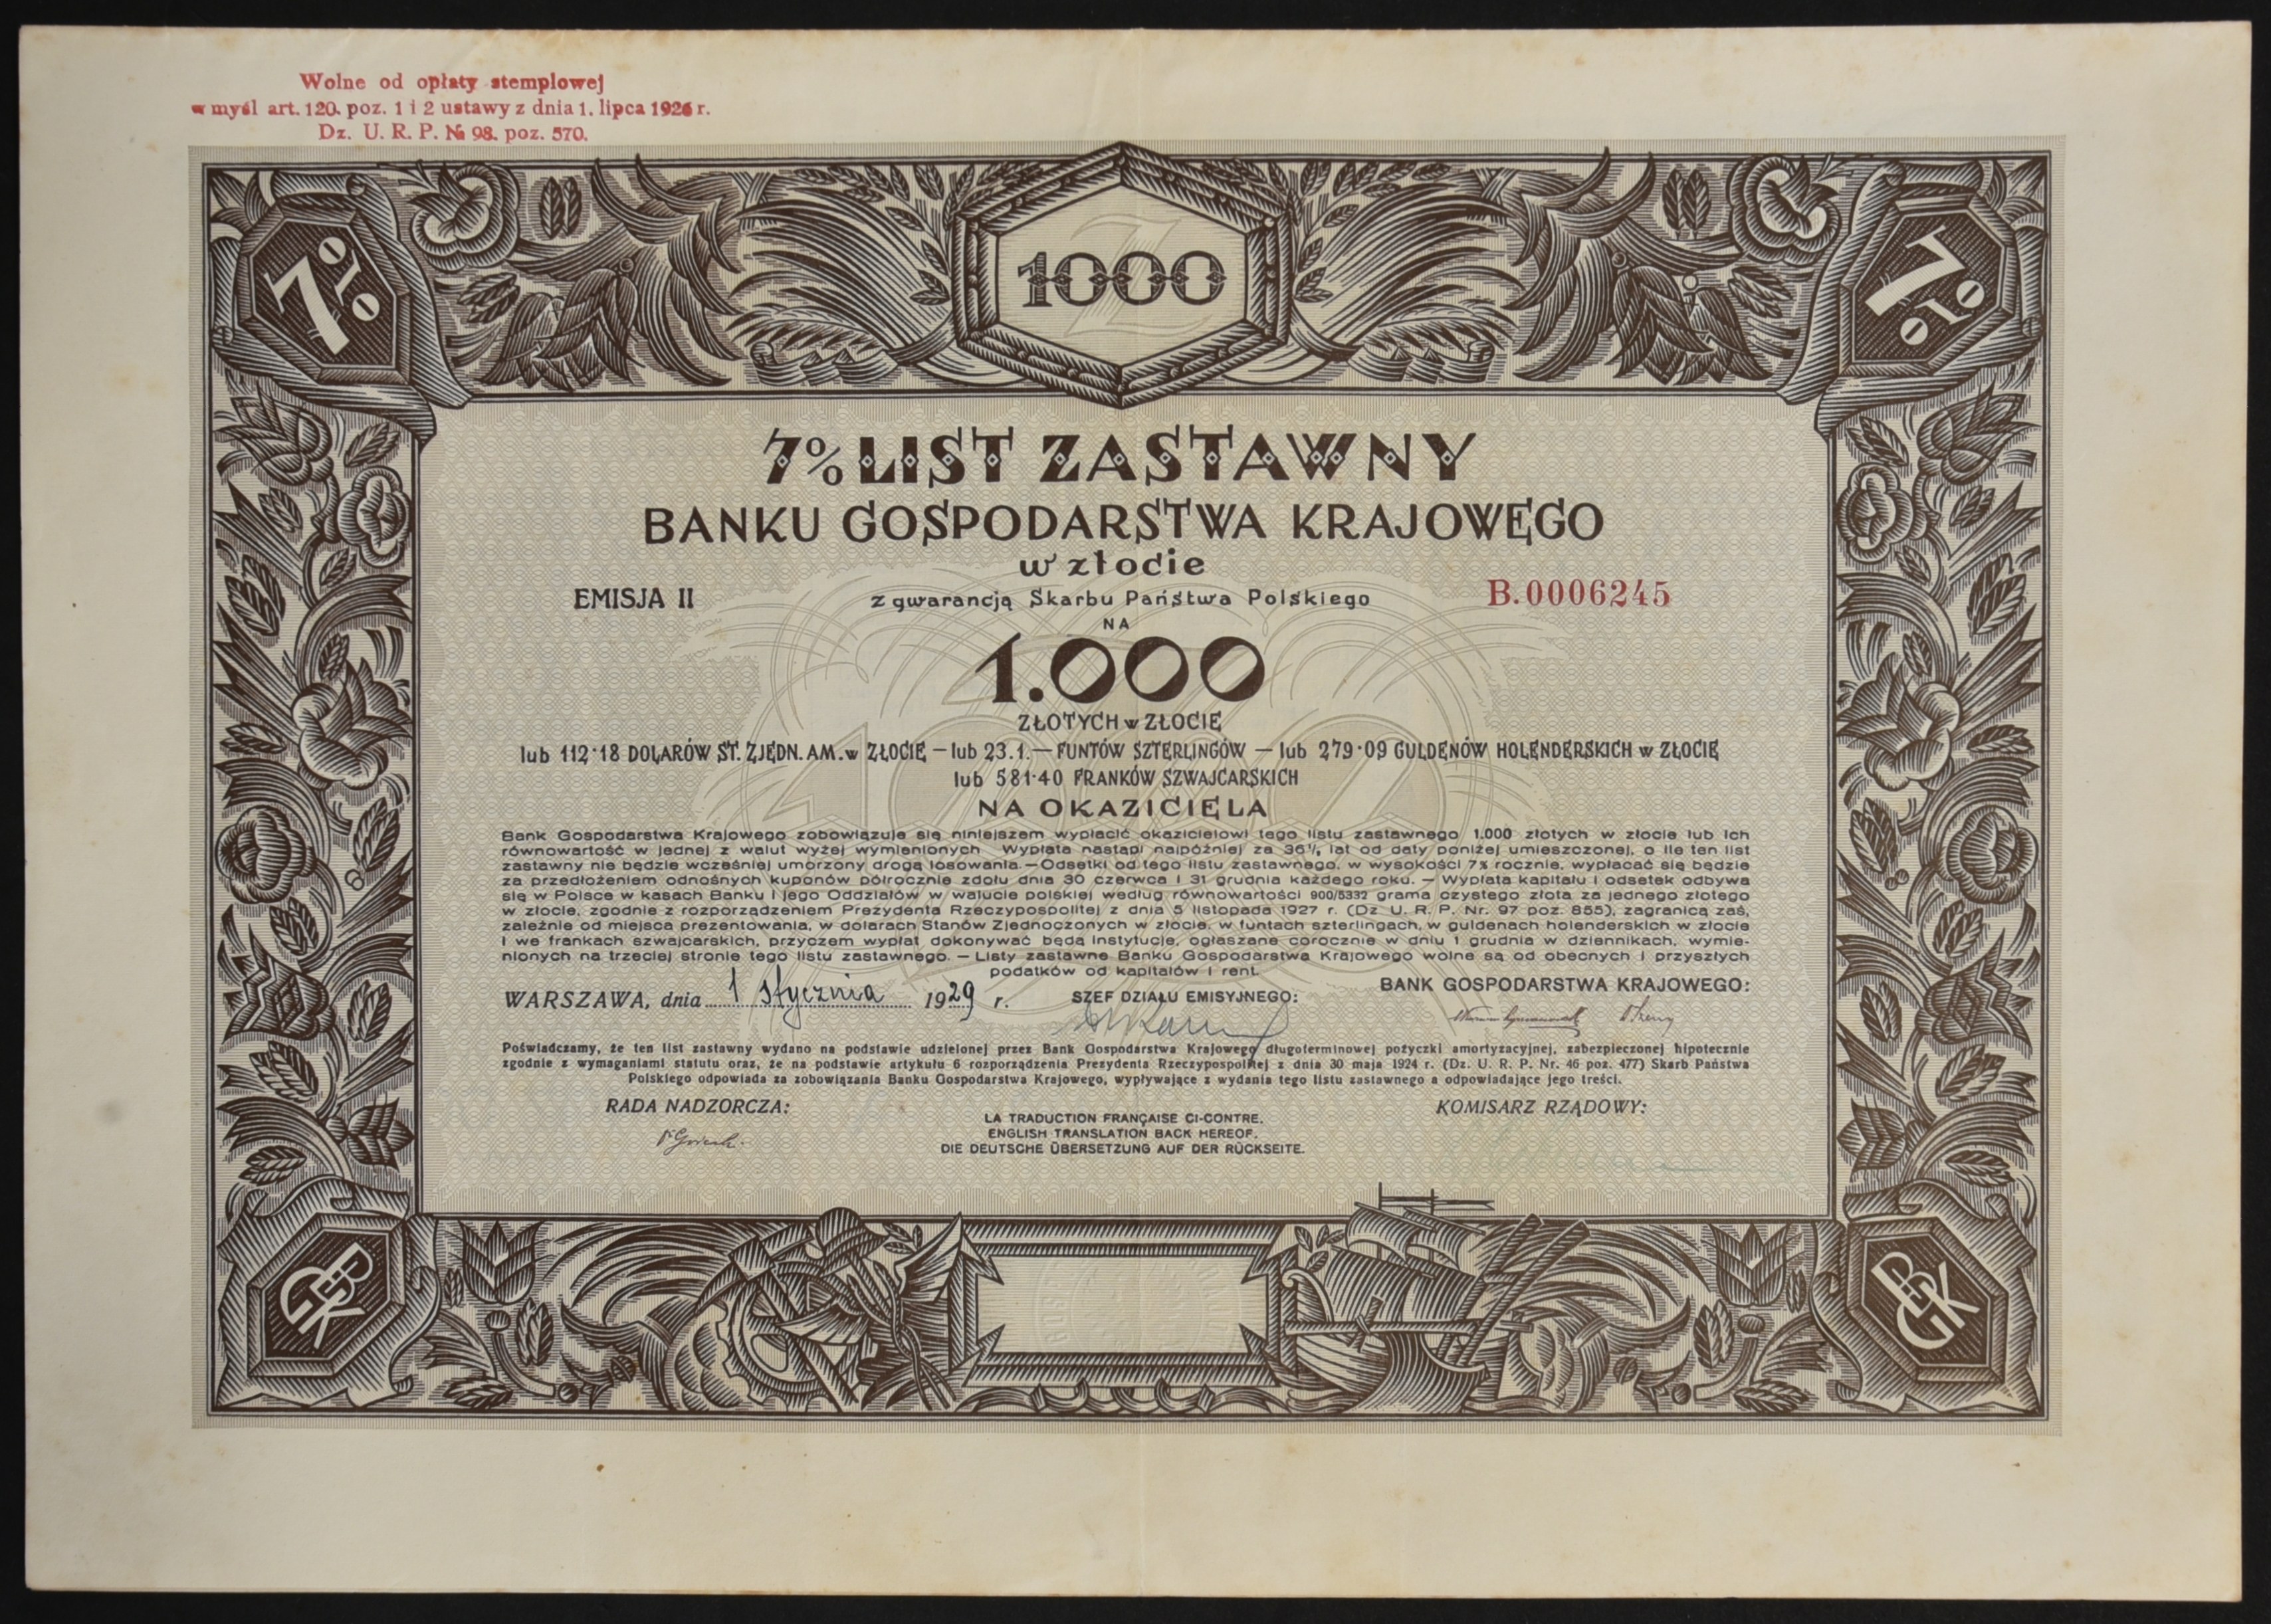 Wolne od opłaty stemplowej
w myśl art. 120. poz. 1 i 2 ustawy z dnia 1. lipca 1926 r.
Dz. U. R. P. № 98. poz. 570.
7%
1000
7%
7% LIST ZASTAWNY
BANKU GOSPODARSTWA KRAJOWEGO
w złocie
EMISJA II
z gwarancją Skarbu Państwa Polskiego
B.0006245
NA
1.000
ZŁOTYCH w ZŁOCIE
lub 112·18 DOLARÓW ST. ZJEDN. AM. w ZŁOCIE — lub 23.1.— FUNTÓW SZTERLINGÓW — lub 279·09 GULDENÓW HOLENDERSKICH w ZŁOCIE
lub 581·40 FRANKÓW SZWAJCARSKICH
NA OKAZICIELA
Bank Gospodarstwa Krajowego zobowiązuje się niniejszem wypłacić okazicielowi tego listu zastawnego 1.000 złotych w złocie lub ich
równowartość w jednej z walut wyżej wymienionych. Wypłata nastąpi najpóźniej za 36½ lat od daty poniżej umieszczonej, o ile ten list
zastawny nie będzie wcześniej umorzony drogą losowania. — Odsetki od tego listu zastawnego, w wysokości 7% rocznie, wypłacać się będzie
za przedłożeniem odnośnych kuponów półrocznie zdołu dnia 30 czerwca i 31 grudnia każdego roku. — Wypłata kapitału i odsetek odbywa
się w Polsce w kasach Banku i jego Oddziałów w walucie polskiej według równowartości 900/5332 grama czystego złota za jednego złotego
w złocie, zgodnie z rozporządzeniem Prezydenta Rzeczypospolitej z dnia 5 listopada 1927 r. (Dz. U. R. P. Nr. 97 poz. 855), zagranicą zaś,
zależnie od miejsca prezentowania, w dolarach Stanów Zjednoczonych w złocie, w funtach szterlingach, w guldenach holenderskich w złocie
i we frankach szwajcarskich, przyczem wypłat dokonywać będą instytucje, ogłaszane corocznie w dniu 1 grudnia w dziennikach, wymie-
nionych na trzeciej stronie tego listu zastawnego. — Listy zastawne Banku Gospodarstwa Krajowego wolne są od obecnych i przyszłych
podatków od kapitałów i rent.
WARSZAWA, dnia 1 stycznia 1929 r.
SZEF DZIAŁU EMISYJNEGO:
BANK GOSPODARSTWA KRAJOWEGO:
Poświadczamy, że ten list zastawny wydano na podstawie udzielonej przez Bank Gospodarstwa Krajowego długoterminowej pożyczki amortyzacyjnej, zabezpieczonej hipotecznie
zgodnie z wymaganiami statutu oraz, że na podstawie artykułu 6 rozporządzenia Prezydenta Rzeczypospolitej z dnia 30 maja 1924 r. (Dz. U. R. P. Nr. 46 poz. 477) Skarb Państwa
Polskiego odpowiada za zobowiązania Banku Gospodarstwa Krajowego, wypływające z wydania tego listu zastawnego a odpowiadające jego treści.
RADA NADZORCZA:
KOMISARZ RZĄDOWY:
LA TRADUCTION FRANÇAISE CI-CONTRE.
ENGLISH TRANSLATION BACK HEREOF.
DIE DEUTSCHE ÜBERSETZUNG AUF DER RÜCKSEITE.
BGK
BGK